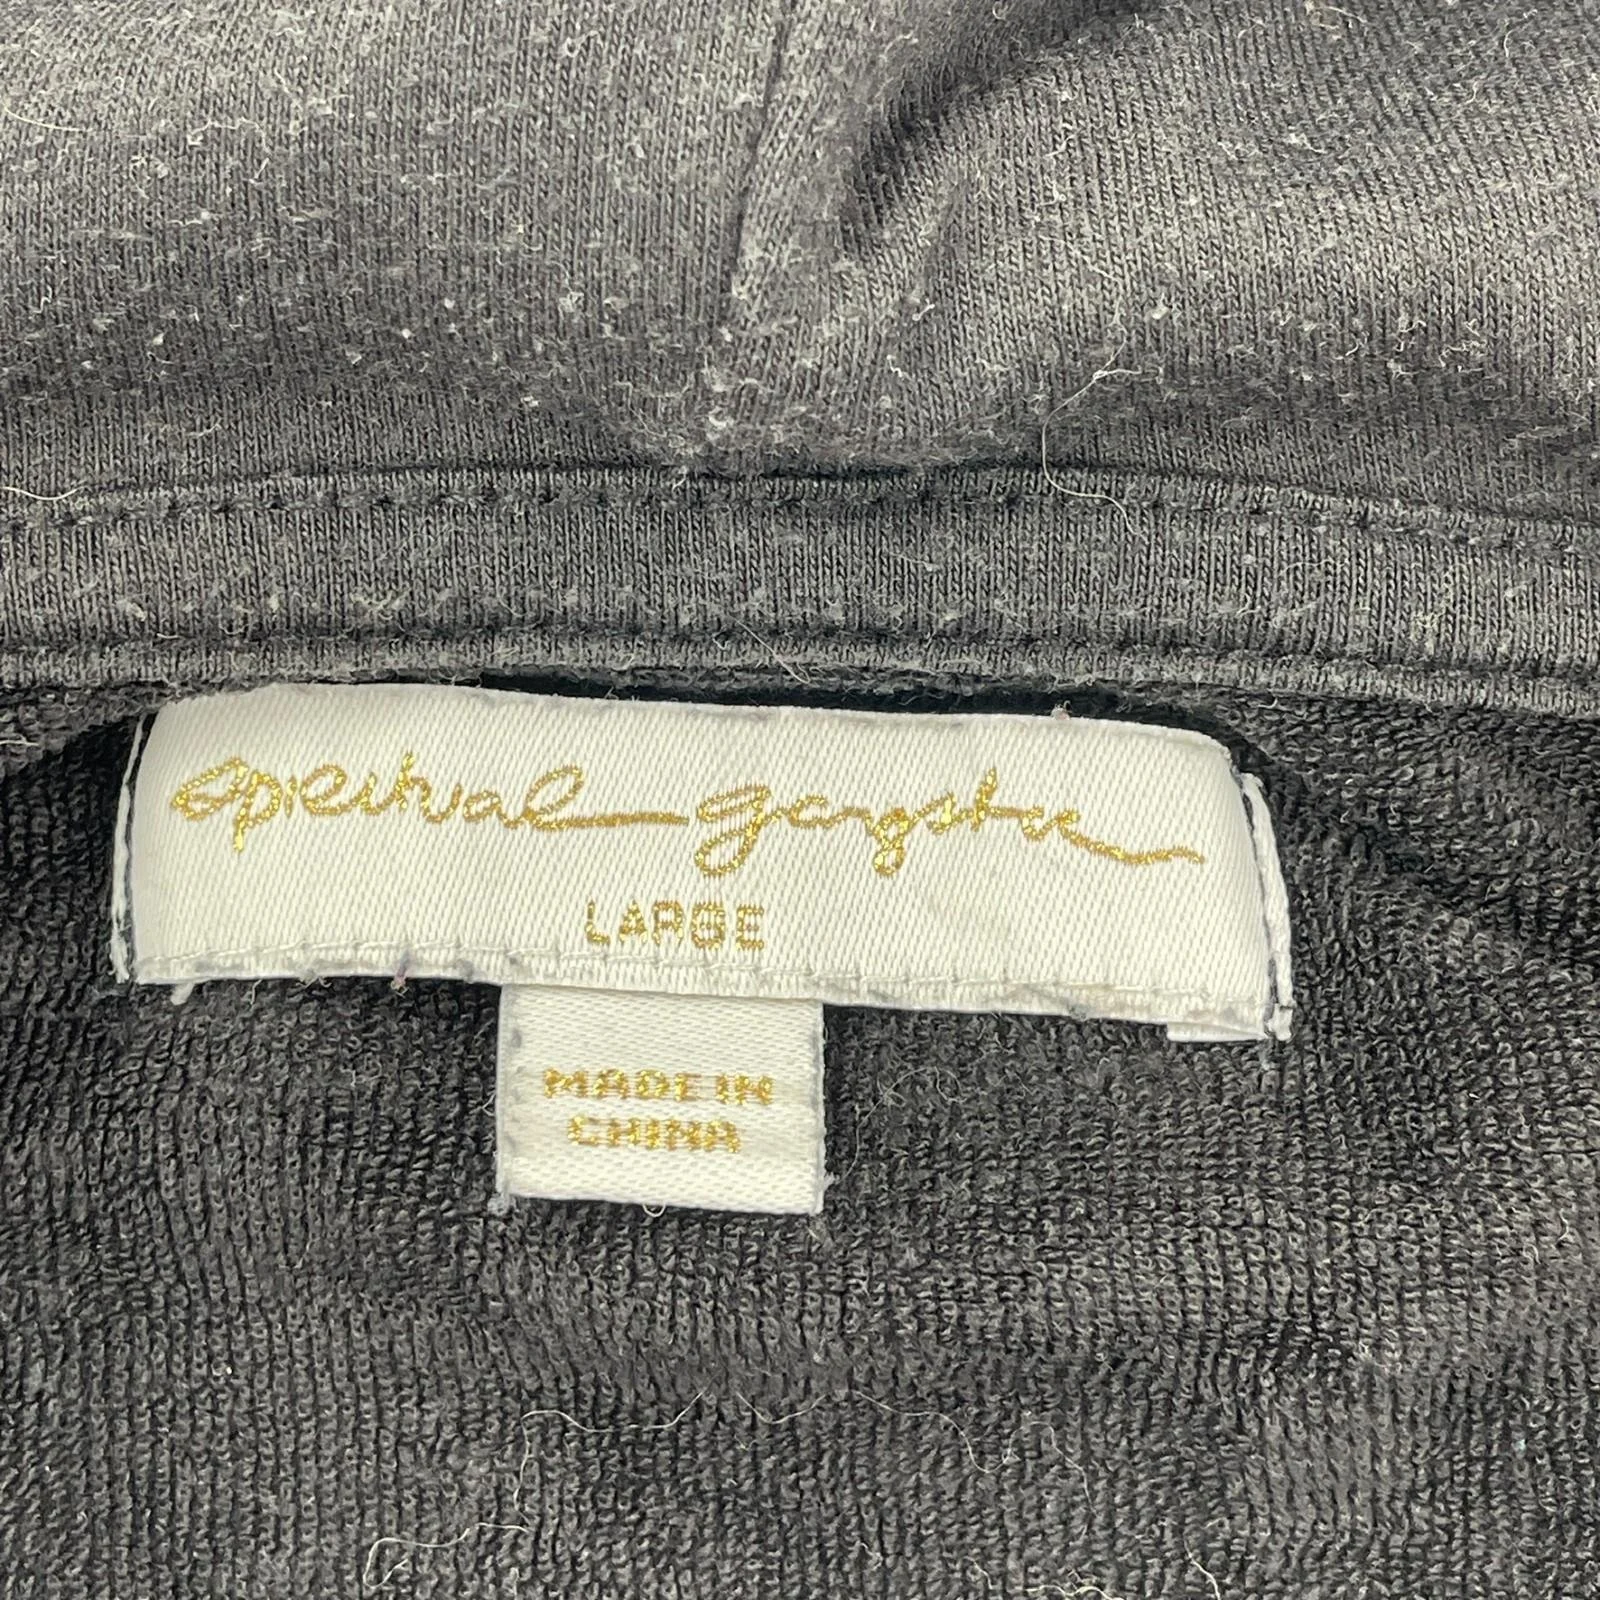 spiritual gangster
LARGE
MADE IN
CHINA